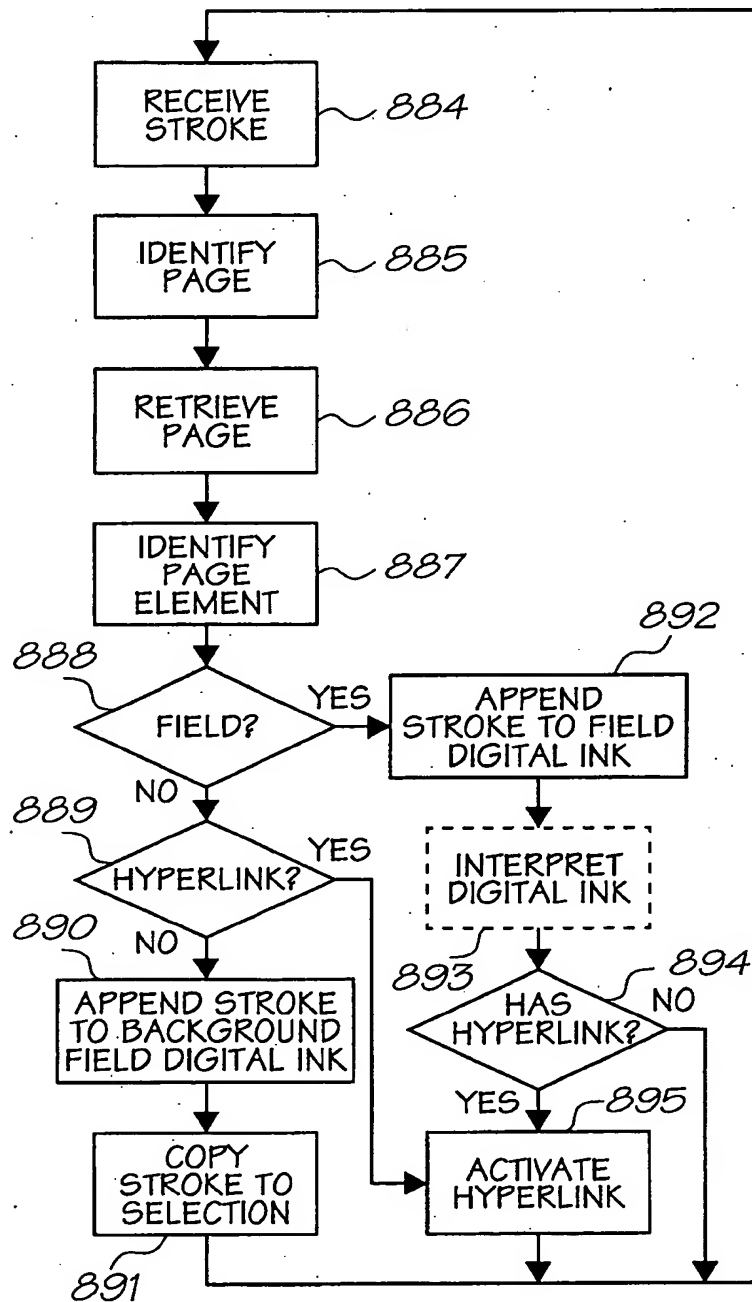 RECEIVE
STROKE
884
IDENTIFY
PAGE
885
RETRIEVE
PAGE
886
IDENTIFY
PAGE
ELEMENT
887
888
FIELD?
YES
NO
892
APPEND
STROKE TO FIELD
DIGITAL INK
889
HYPERLINK?
YES
NO
INTERPRET
DIGITAL INK
893
890
APPEND STROKE
TO BACKGROUND
FIELD DIGITAL INK
894
HAS
HYPERLINK?
NO
YES
895
COPY
STROKE TO
SELECTION
891
ACTIVATE
HYPERLINK